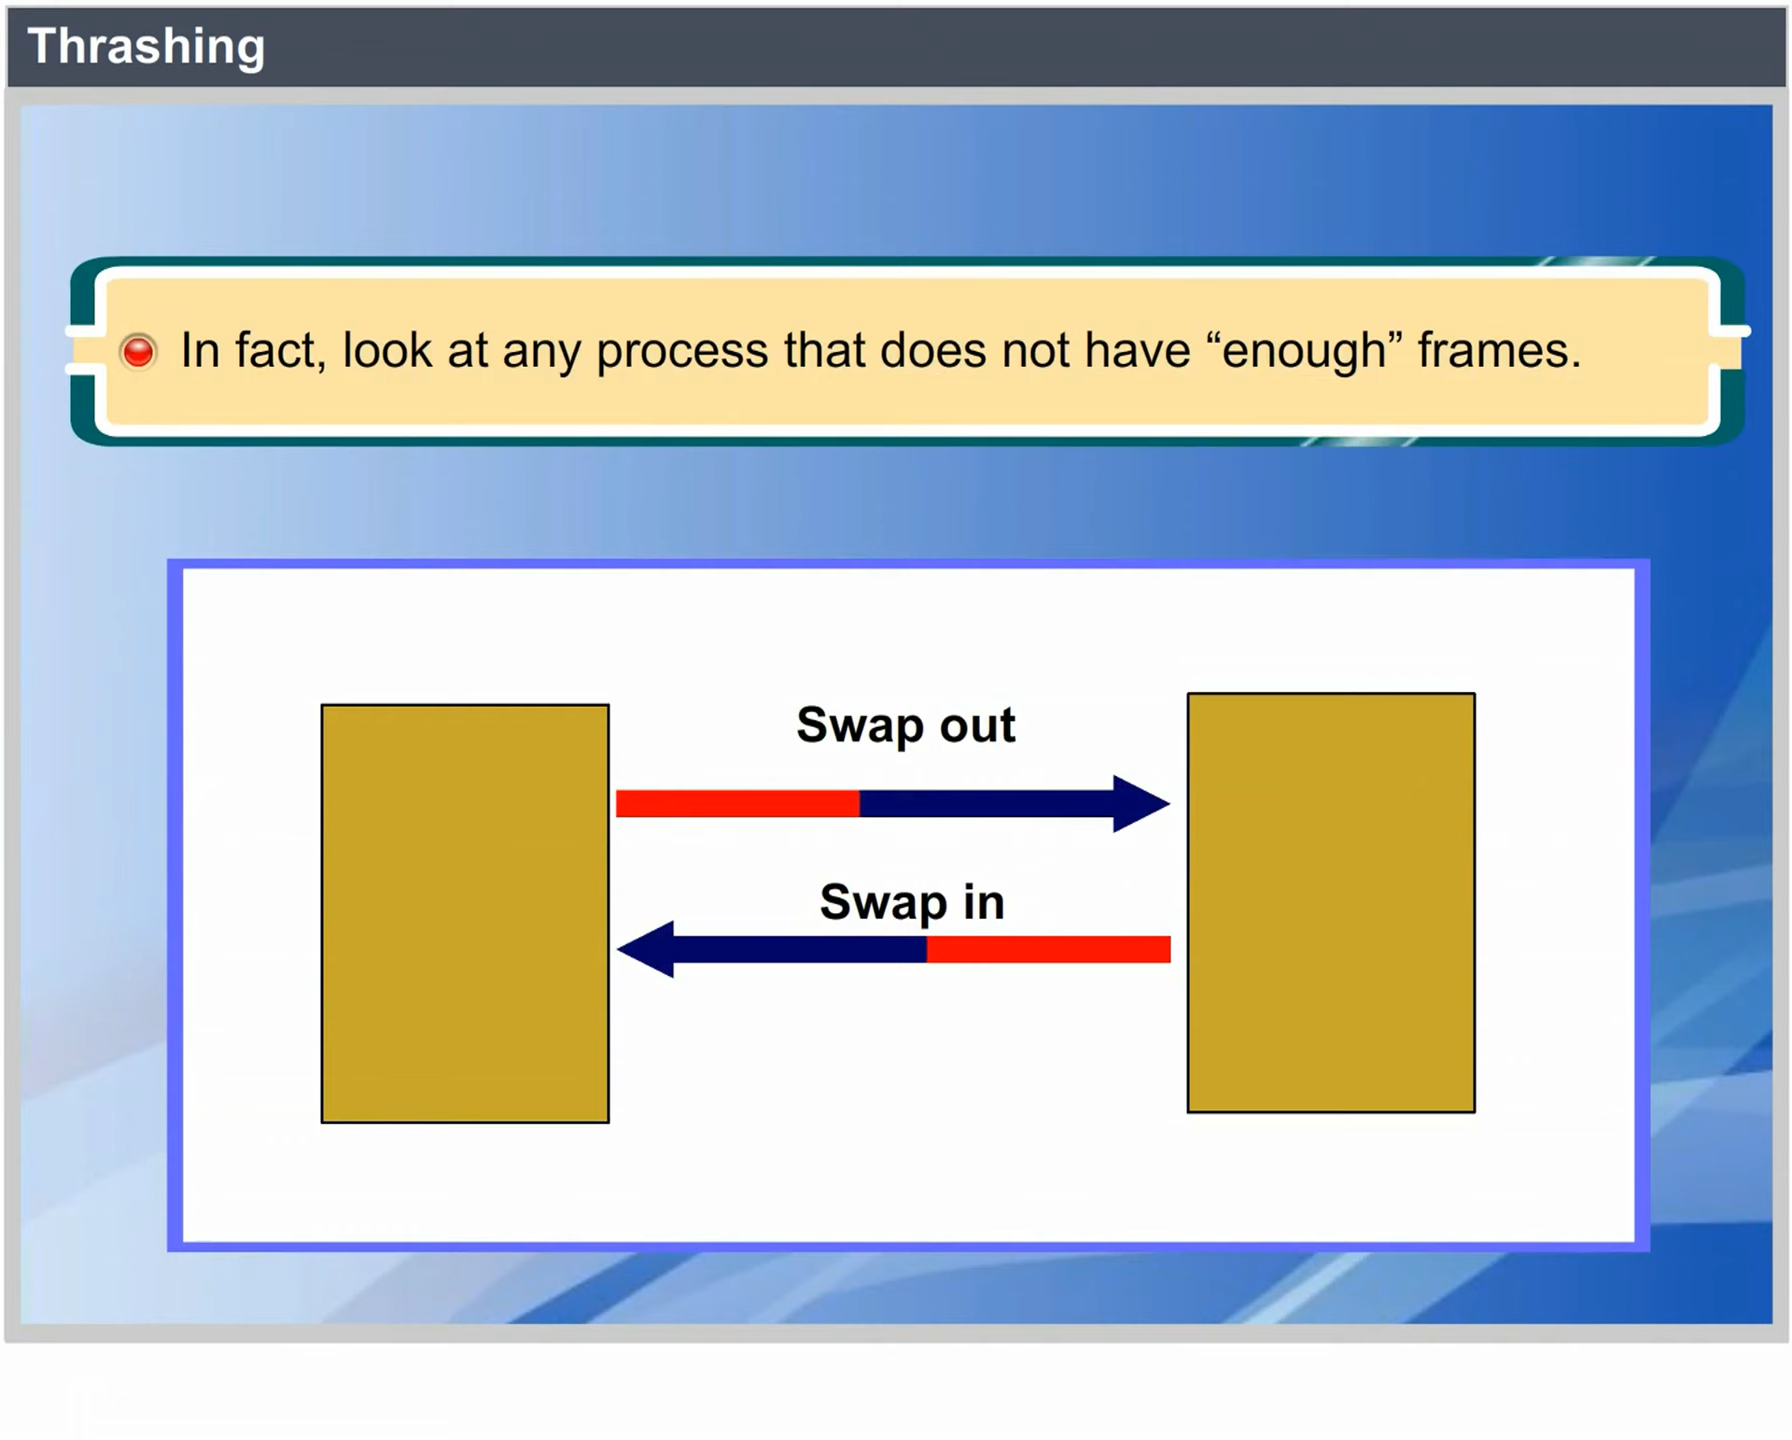 Thrashing
In fact, look at any process that does not have “enough” frames.
Swap out
Swap in